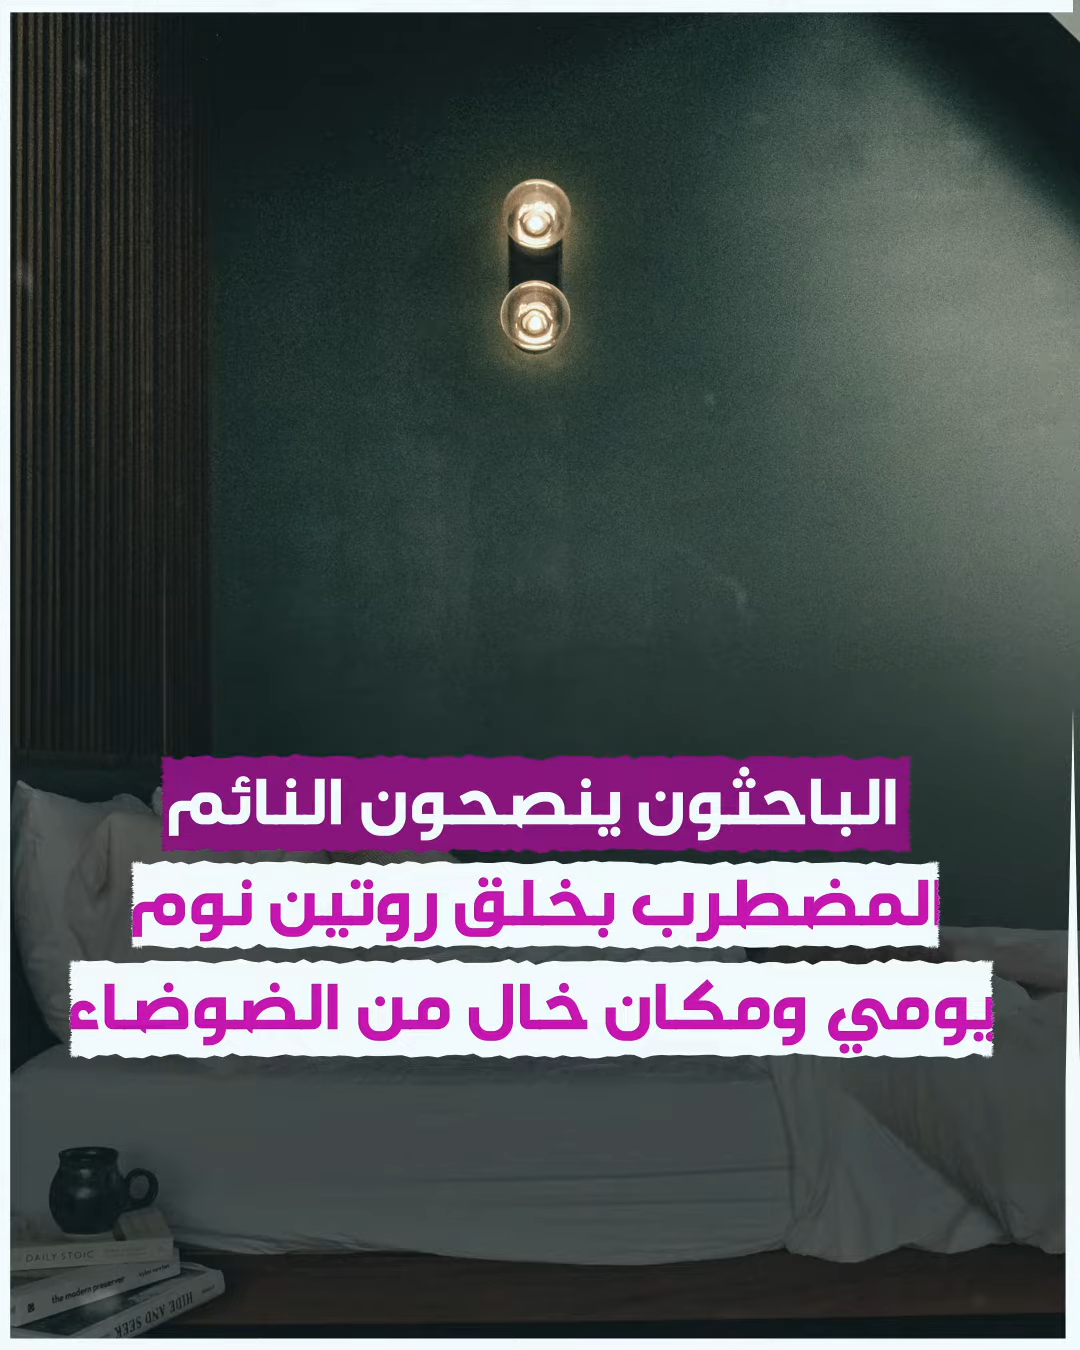 الباحثون ينصحون النائم
المضطرب بخلق روتين نوم
يومي ومكان خال من الضوضاء
DAILY STOIC
the modern preserver
HIDE AND SEEK